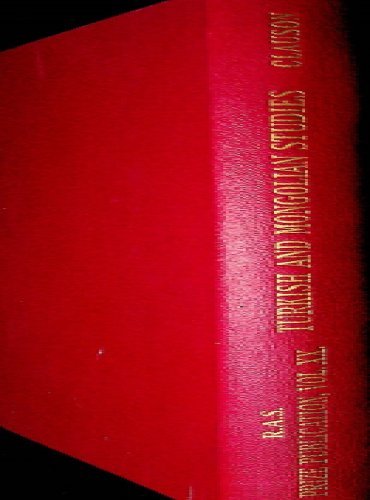 R.A.S.
PRIZE PUBLICATION, VOL. XX.
TURKISH AND MONGOLIAN STUDIES
CLAUSON